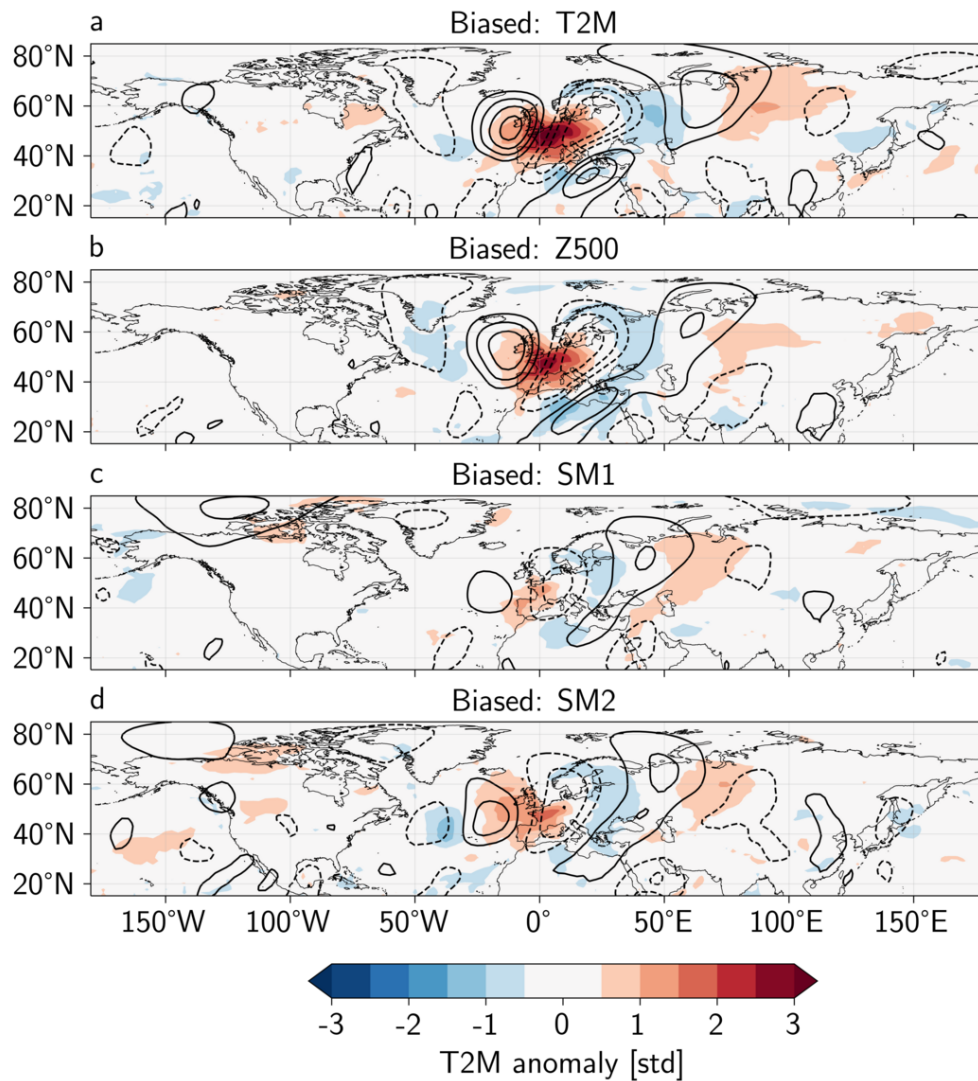 a
Biased: T2M
80°N
60°N
40°N
20°N
b
Biased: Z500
80°N
60°N
40°N
20°N
c
Biased: SM1
80°N
60°N
40°N
20°N
d
Biased: SM2
80°N
60°N
40°N
20°N
150°W 100°W 50°W 0° 50°E 100°E 150°E
-3 -2 -1 0 1 2 3
T2M anomaly [std]